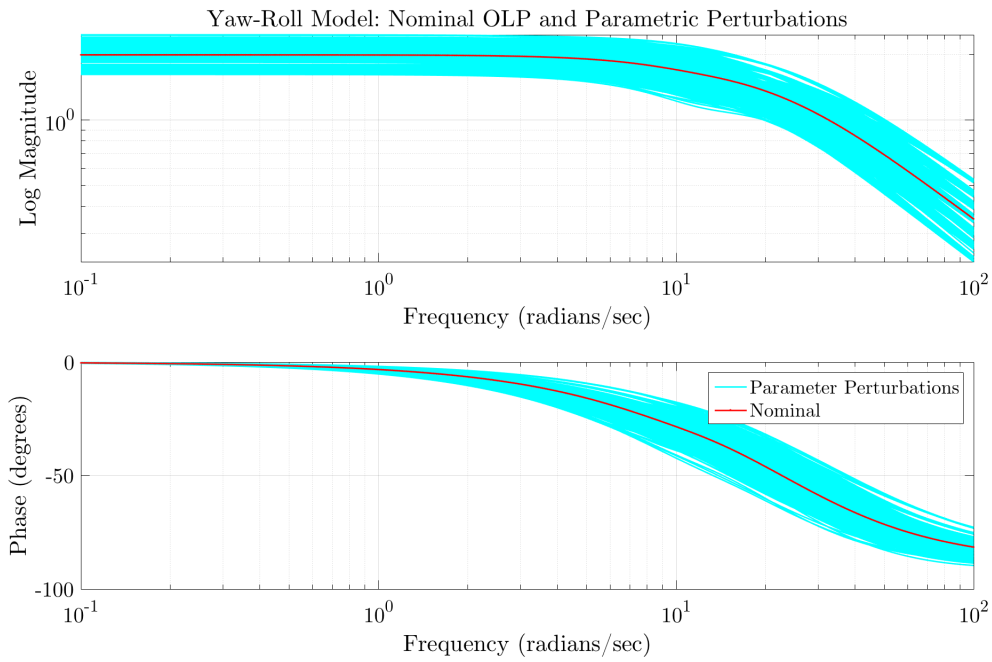 Yaw-Roll Model: Nominal OLP and Parametric Perturbations
Log Magnitude
10^0
10^-1 10^0 10^1 10^2
Frequency (radians/sec)
Phase (degrees)
0
-50
-100
Parameter Perturbations
Nominal
10^-1 10^0 10^1 10^2
Frequency (radians/sec)